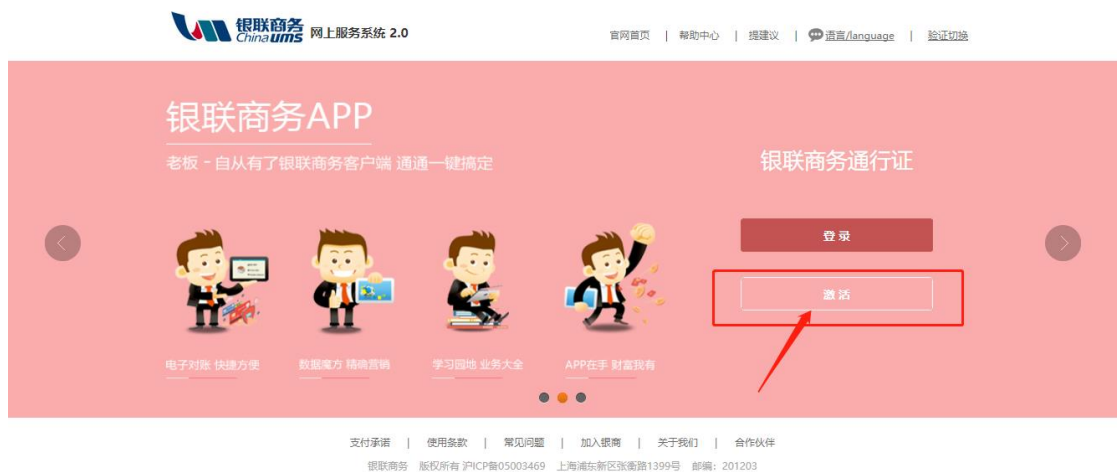 银联商务 China ums 网上服务系统 2.0
官网首页 | 帮助中心 | 提建议 | 语言/language | 验证切换
银联商务APP
老板 - 自从有了银联商务客户端 通通一键搞定
银联商务通行证
登 录
激 活
电子对账 快捷方便 数据魔方 精确营销 学习园地 业务大全 APP在手 财富我有
支付承诺 | 使用条款 | 常见问题 | 加入银商 | 关于我们 | 合作伙伴
银联商务 版权所有 沪ICP备05003469 上海浦东新区张衡路1399号 邮编：201203